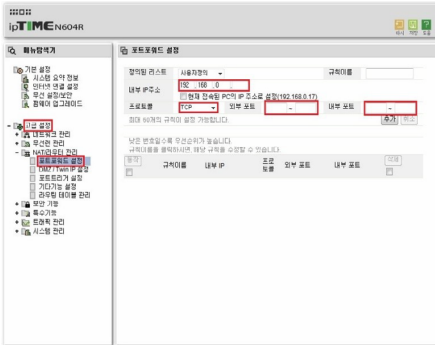 ipTIME N604R
메뉴탐색기
기본 설정
시스템 요약 정보
인터넷 연결 설정
무선 설정/보안
펌웨어 업그레이드
고급 설정
네트워크 관리
무선랜 관리
NAT/라우터 관리
포트포워드 설정
DMZ / Twin IP 설정
포트트리거 설정
기타기능 설정
라우팅 테이블 관리
보안 기능
특수기능
트래픽 관리
시스템 관리
포트포워드 설정
정의된 리스트 사용자정의 규칙이름
내부 IP주소 192 . 168 . 0 .
현재 접속된 PC의 IP 주소로 설정(192.168.0.17)
프로토콜 TCP 외부 포트 - 내부 포트 -
최대 60개의 규칙이 설정 가능합니다. 추가 취소
낮은 번호일수록 우선순위가 높습니다.
규칙이름을 클릭하시면, 해당 규칙을 수정할 수 있습니다.
동작 규칙이름 내부 IP 프로토콜 외부 포트 내부 포트 삭제